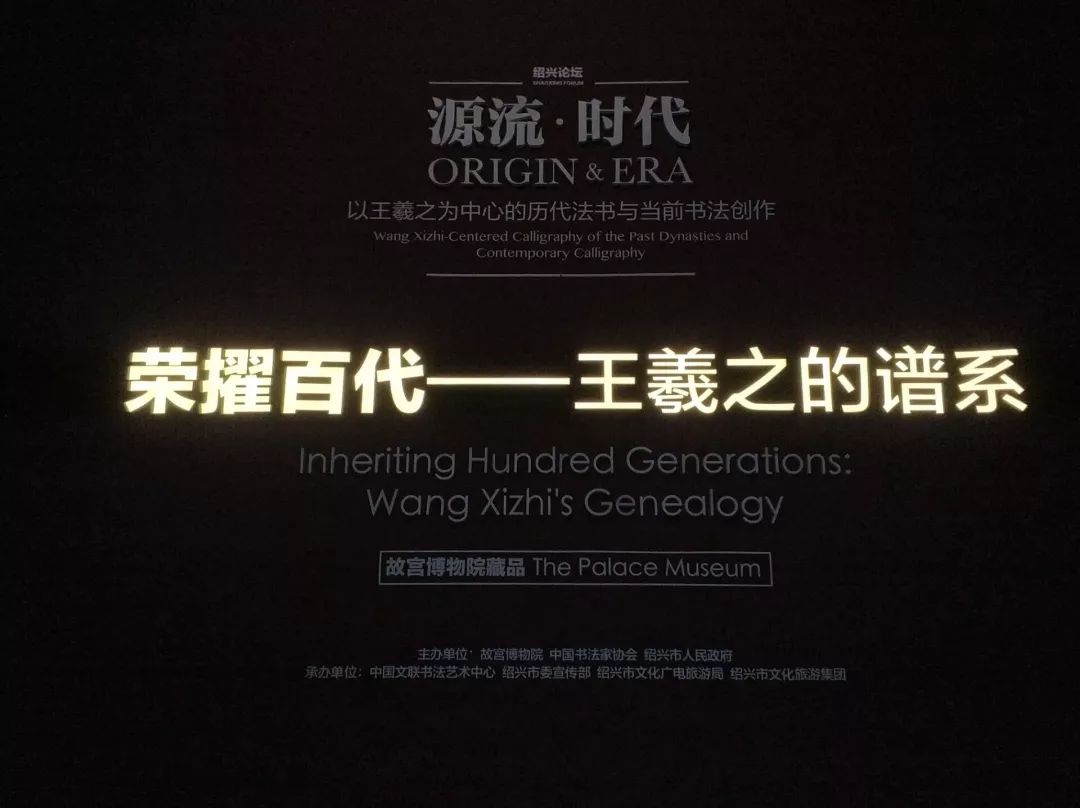 绍兴论坛
SHAOXING FORUM
源流·时代
ORIGIN & ERA
以王羲之为中心的历代法书与当前书法创作
Wang Xizhi-Centered Calligraphy of the Past Dynasties and
Contemporary Calligraphy
荣擢百代——王羲之的谱系
Inheriting Hundred Generations:
Wang Xizhi's Genealogy
故宫博物院藏品 The Palace Museum
主办单位：故宫博物院 中国书法家协会 绍兴市人民政府
承办单位：中国文联书法艺术中心 绍兴市委宣传部 绍兴市文化广电旅游局 绍兴市文化旅游集团